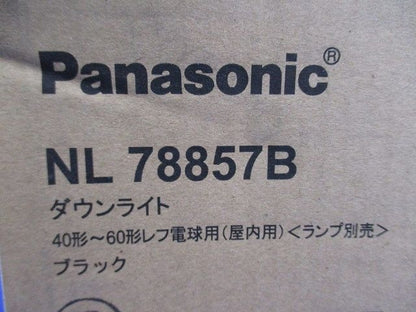 Panasonic®
NL 78857B
ダウンライト
40形～60形レフ電球用(屋内用)<ランプ別売>
ブラック